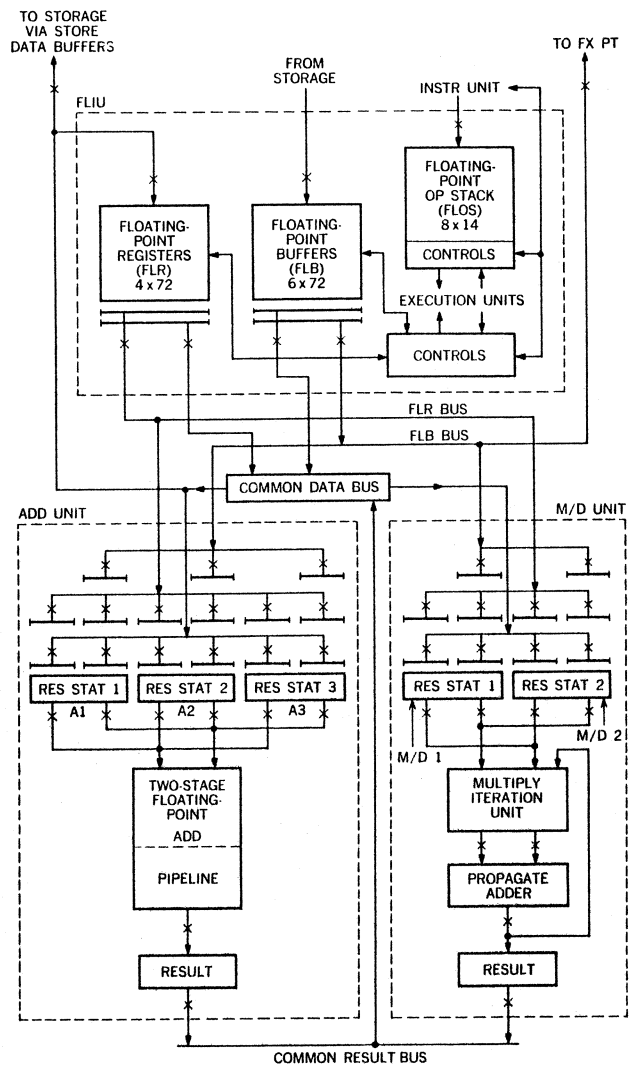 TO STORAGE
VIA STORE
DATA BUFFERS
TO FX PT
FROM
STORAGE
INSTR UNIT
FLIU
FLOATING-
POINT
OP STACK
(FLOS)
8 x 14
CONTROLS
FLOATING-
POINT
REGISTERS
(FLR)
4 x 72
FLOATING-
POINT
BUFFERS
(FLB)
6 x 72
EXECUTION UNITS
CONTROLS
FLR BUS
FLB BUS
COMMON DATA BUS
ADD UNIT
M/D UNIT
RES STAT 1
RES STAT 2
RES STAT 3
A1
A2
A3
RES STAT 1
RES STAT 2
M/D 1
M/D 2
TWO-STAGE
FLOATING-
POINT
ADD
PIPELINE
MULTIPLY
ITERATION
UNIT
PROPAGATE
ADDER
RESULT
RESULT
COMMON RESULT BUS